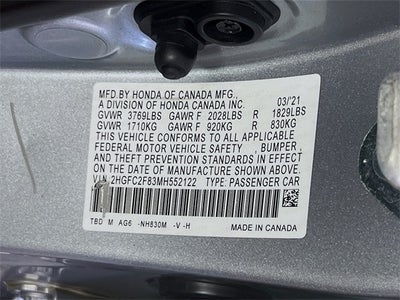 MFD. BY HONDA OF CANADA MFG., 03/'21
A DIVISION OF HONDA CANADA INC.
GVWR 3769LBS GAWR F 2028LBS R 1829LBS
GVWR 1710KG GAWR F 920KG R 830KG
THIS VEHICLE CONFORMS TO ALL APPLICABLE
FEDERAL MOTOR VEHICLE SAFETY , BUMPER ,
AND THEFT PREVENTION STANDARDS IN EFFECT ON THE
DATE OF MANUFACTURE SHOWN ABOVE.
VIN 2HGFC2F83MH552122 TYPE: PASSENGER CAR
TBD M AG6 -NH830M -V -H
MADE IN CANADA